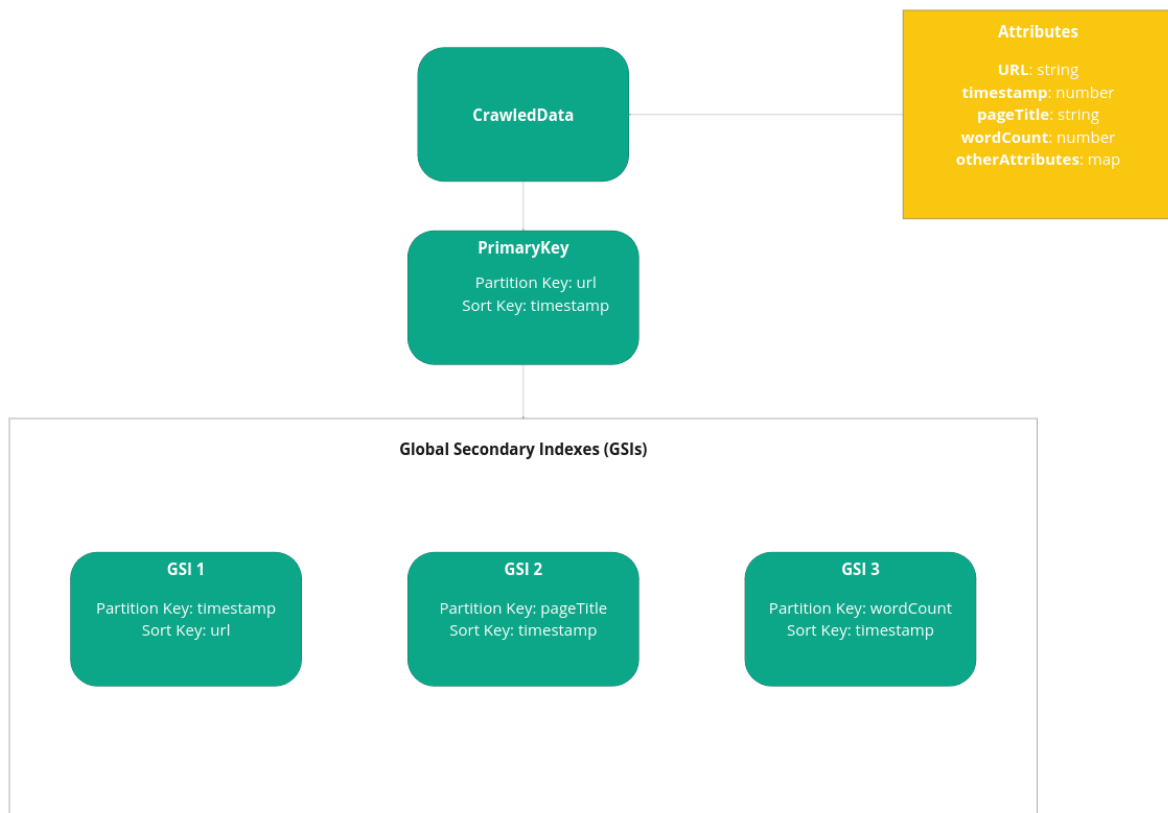 Attributes
URL: string
timestamp: number
pageTitle: string
wordCount: number
otherAttributes: map
CrawledData
PrimaryKey
Partition Key: url
Sort Key: timestamp
Global Secondary Indexes (GSIs)
GSI 1
Partition Key: timestamp
Sort Key: url
GSI 2
Partition Key: pageTitle
Sort Key: timestamp
GSI 3
Partition Key: wordCount
Sort Key: timestamp